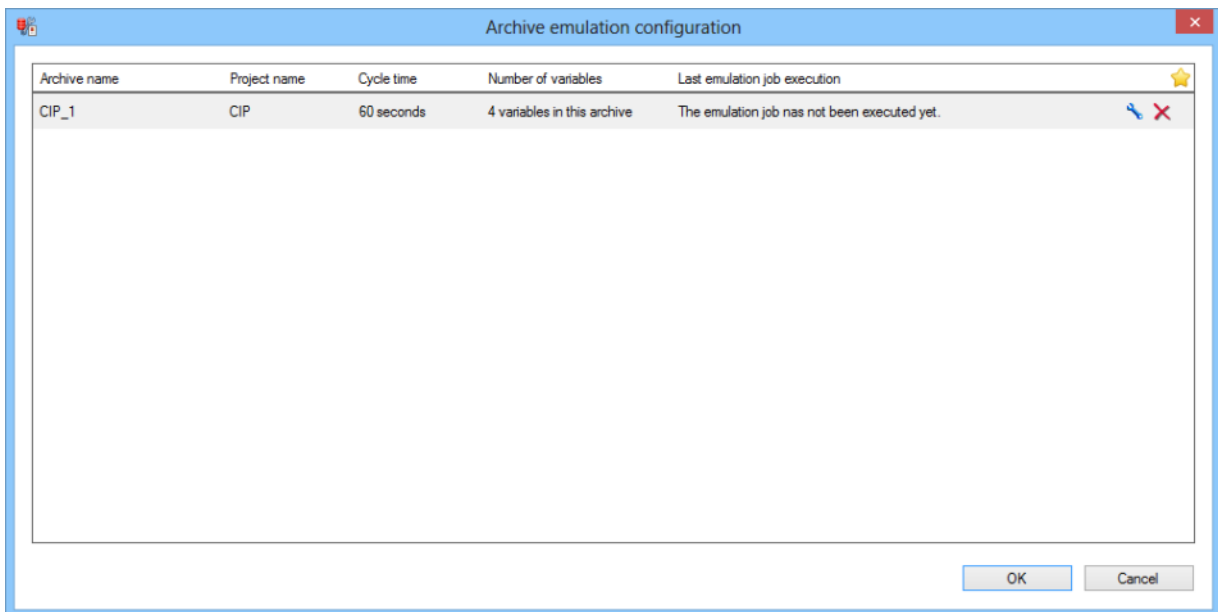 Archive emulation configuration
Archive name Project name Cycle time Number of variables Last emulation job execution
CIP_1 CIP 60 seconds 4 variables in this archive The emulation job nas not been executed yet.
OK Cancel